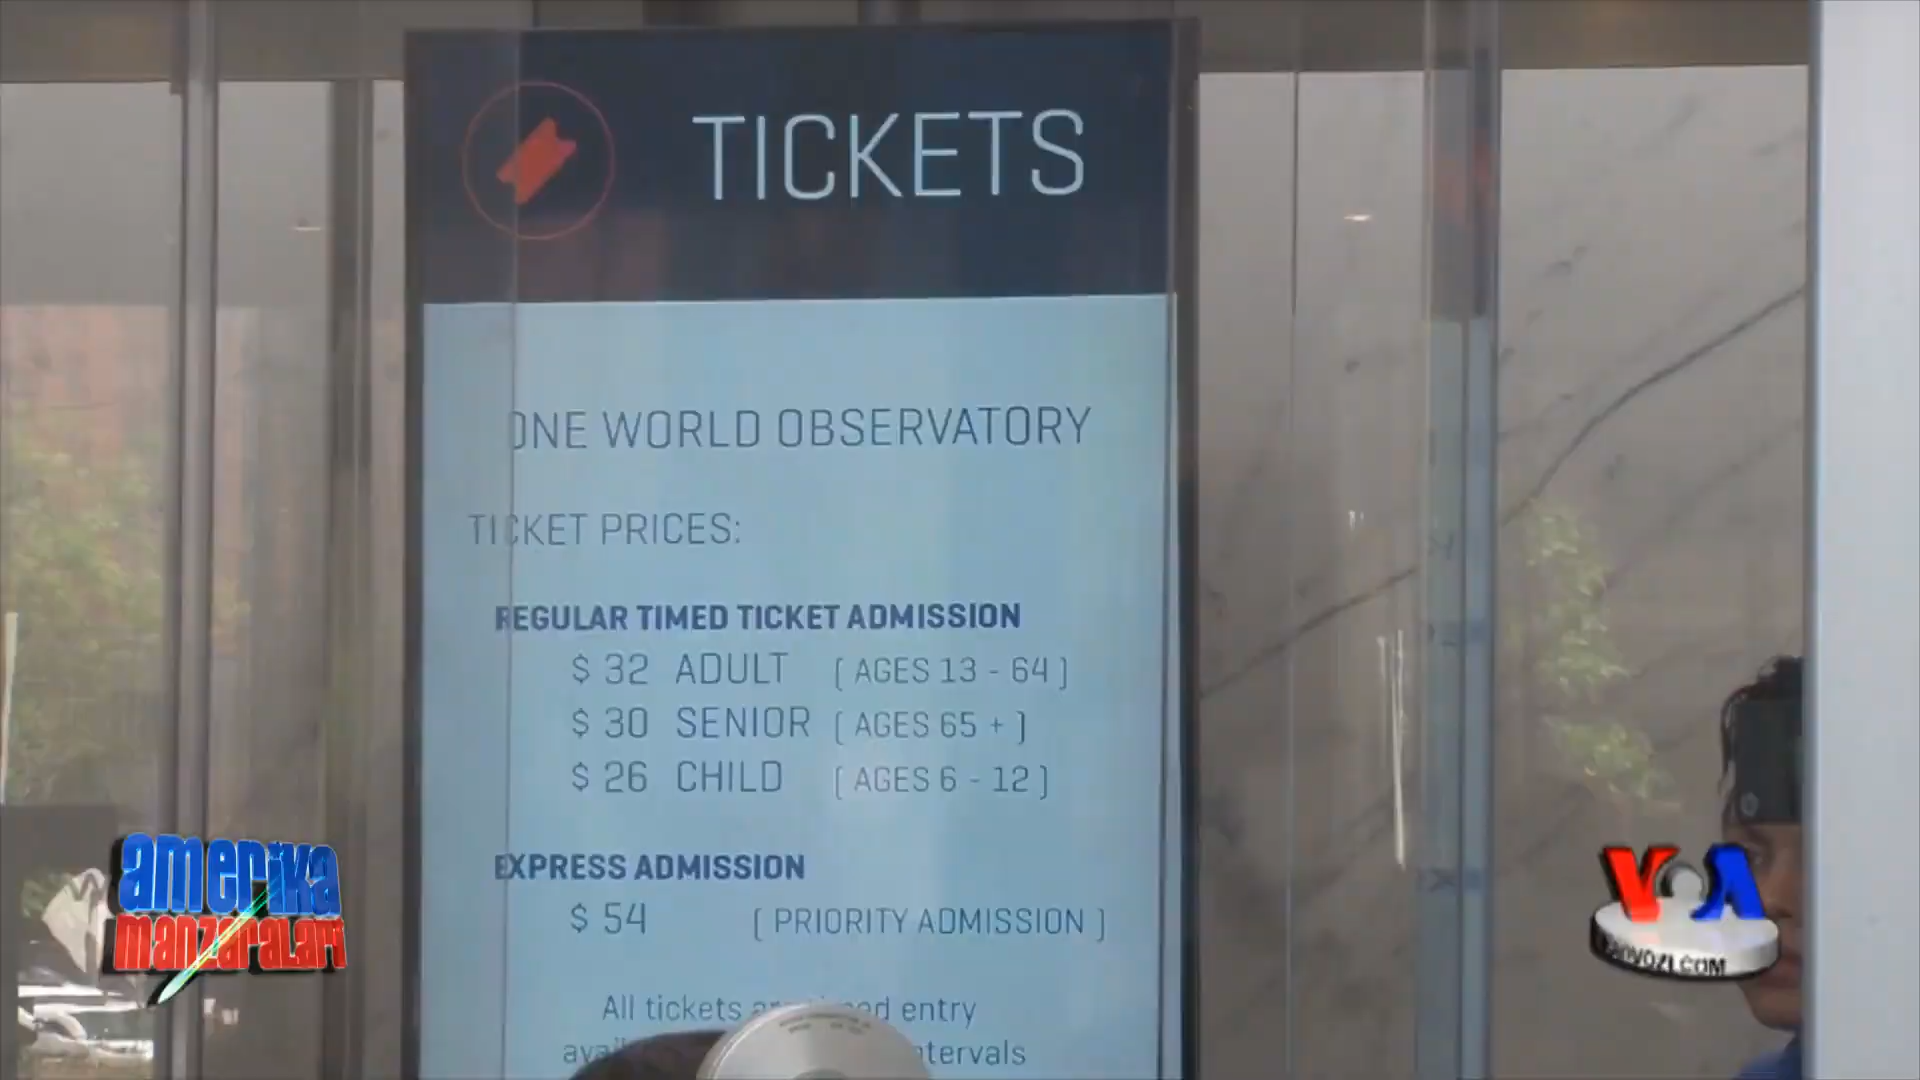 TICKETS
ONE WORLD OBSERVATORY
TICKET PRICES:
REGULAR TIMED TICKET ADMISSION
$ 32 ADULT [ AGES 13 - 64 ]
$ 30 SENIOR [ AGES 65 + ]
$ 26 CHILD [ AGES 6 - 12 ]
EXPRESS ADMISSION
$ 54 [ PRIORITY ADMISSION ]
All tickets entry
amerika
manzaralari
VOA